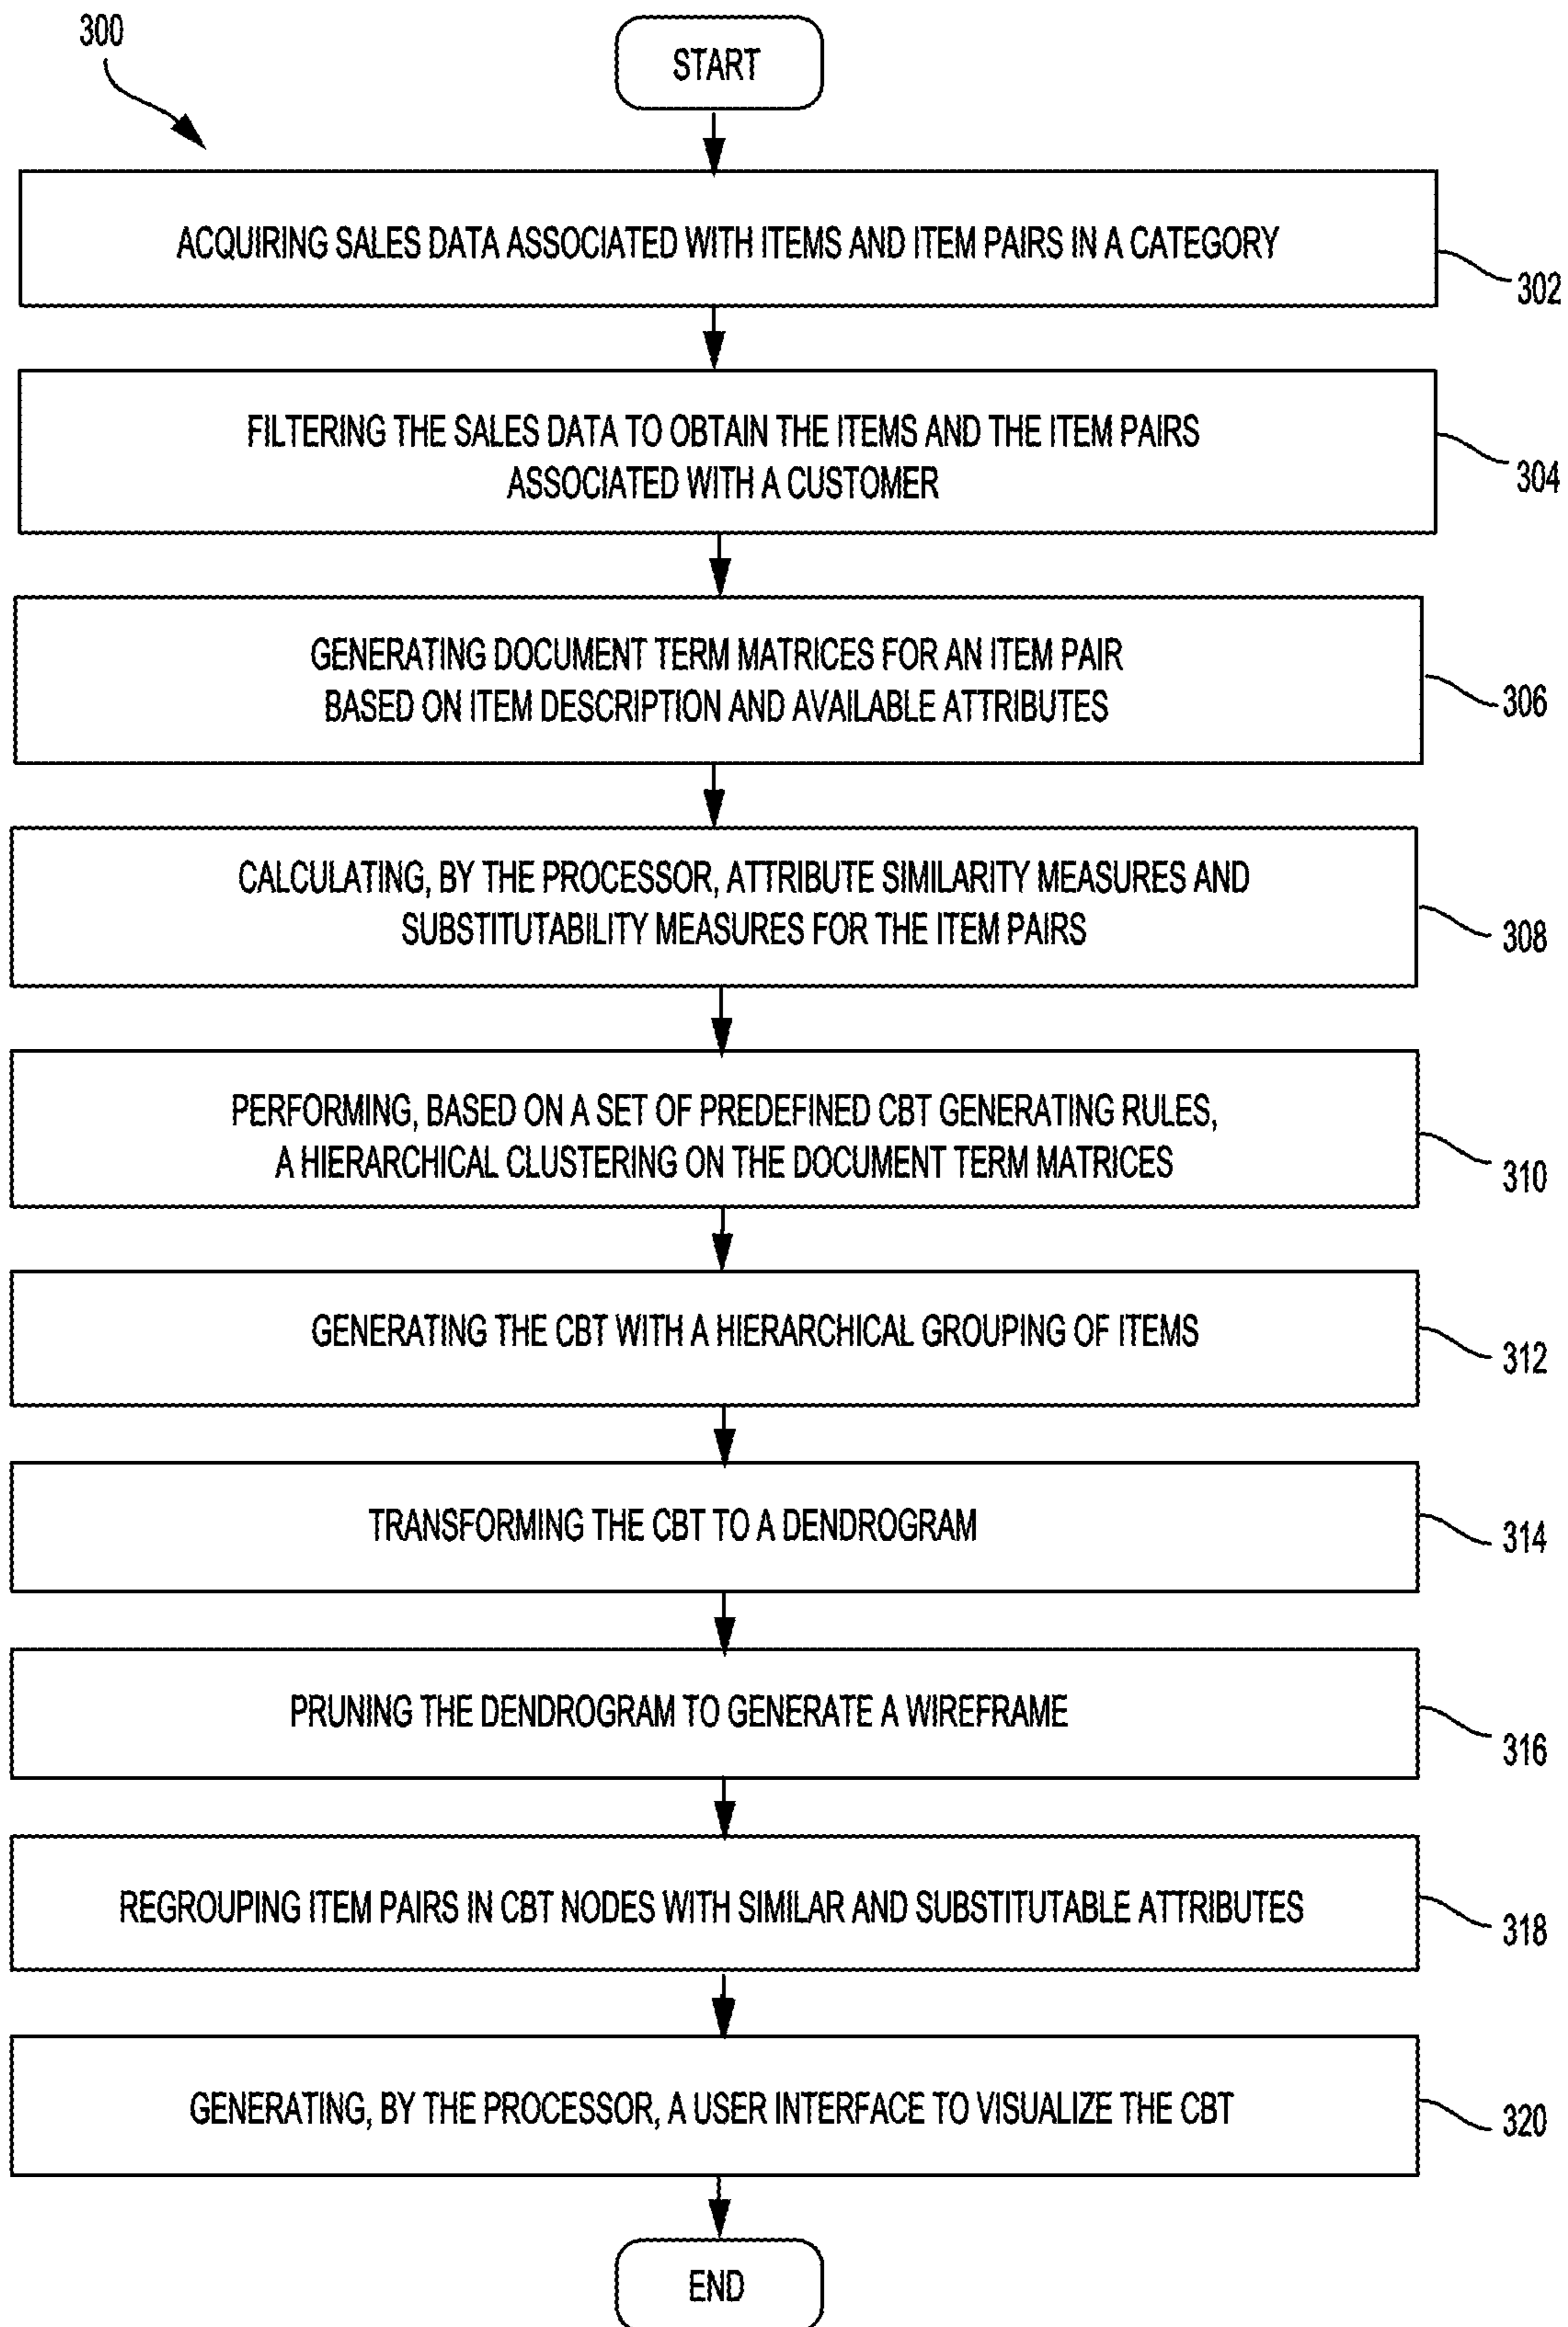 300
START
ACQUIRING SALES DATA ASSOCIATED WITH ITEMS AND ITEM PAIRS IN A CATEGORY
302
FILTERING THE SALES DATA TO OBTAIN THE ITEMS AND THE ITEM PAIRS
ASSOCIATED WITH A CUSTOMER
304
GENERATING DOCUMENT TERM MATRICES FOR AN ITEM PAIR
BASED ON ITEM DESCRIPTION AND AVAILABLE ATTRIBUTES
306
CALCULATING, BY THE PROCESSOR, ATTRIBUTE SIMILARITY MEASURES AND
SUBSTITUTABILITY MEASURES FOR THE ITEM PAIRS
308
PERFORMING, BASED ON A SET OF PREDEFINED CBT GENERATING RULES,
A HIERARCHICAL CLUSTERING ON THE DOCUMENT TERM MATRICES
310
GENERATING THE CBT WITH A HIERARCHICAL GROUPING OF ITEMS
312
TRANSFORMING THE CBT TO A DENDROGRAM
314
PRUNING THE DENDROGRAM TO GENERATE A WIREFRAME
316
REGROUPING ITEM PAIRS IN CBT NODES WITH SIMILAR AND SUBSTITUTABLE ATTRIBUTES
318
GENERATING, BY THE PROCESSOR, A USER INTERFACE TO VISUALIZE THE CBT
320
END